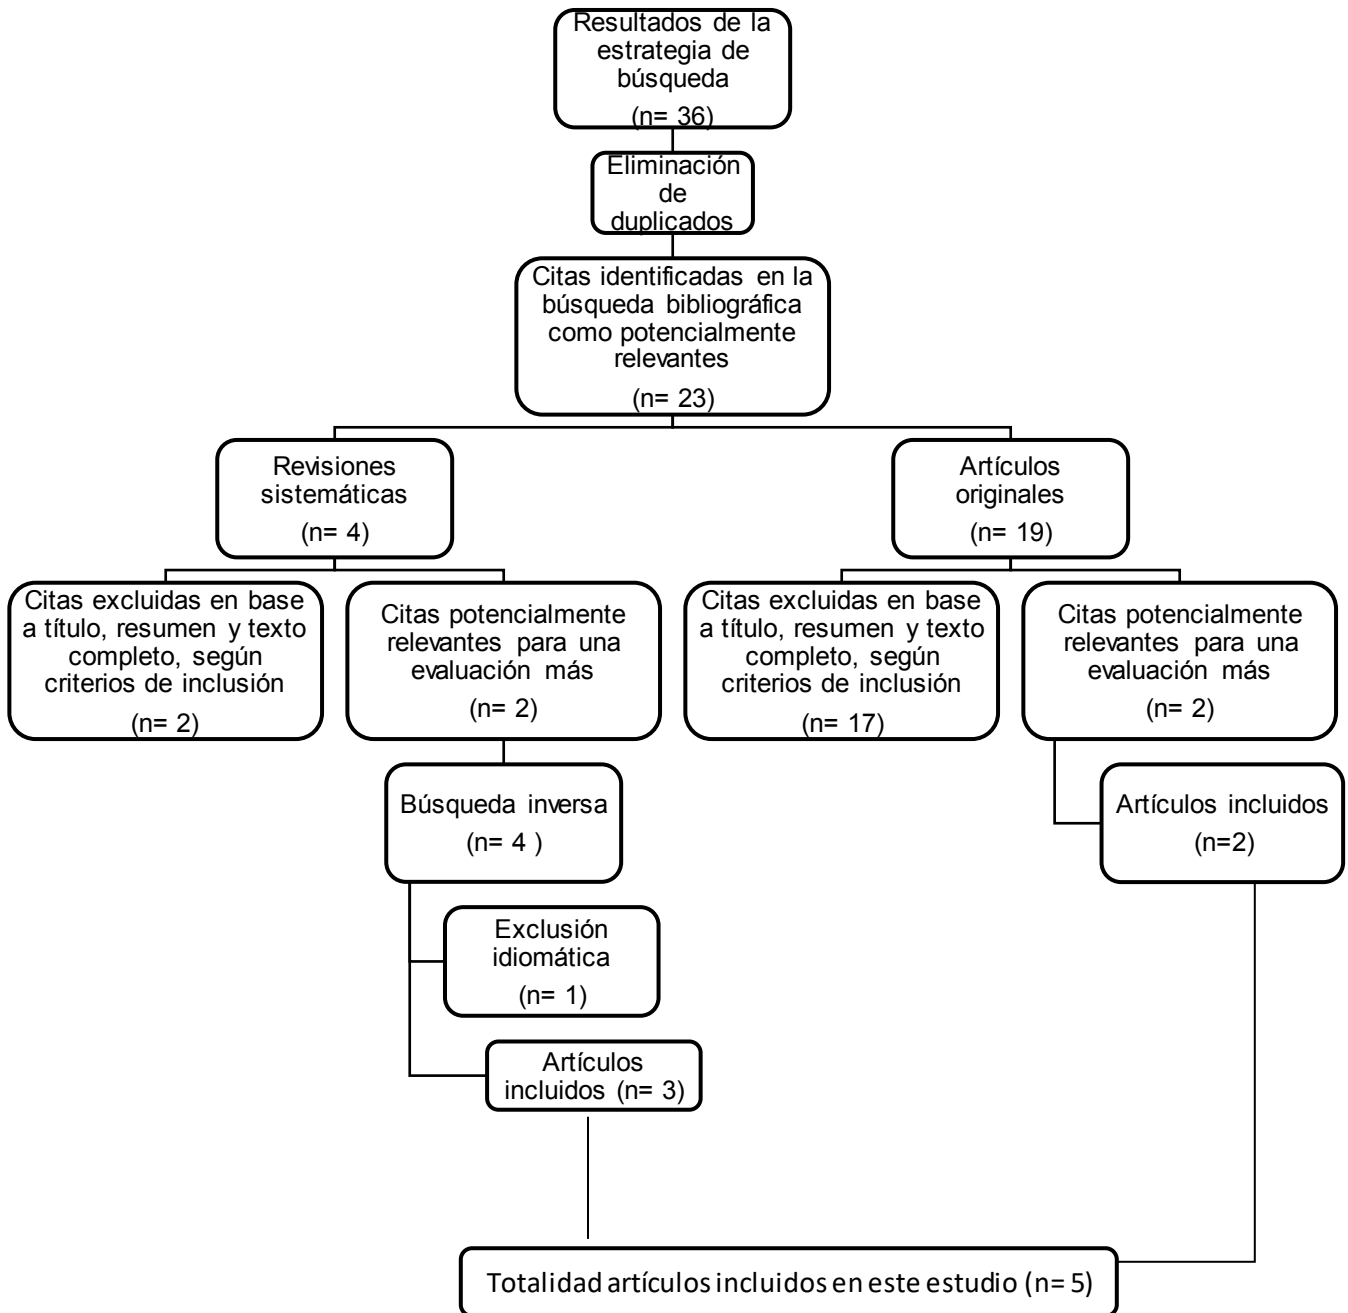 Resultados de la
estrategia de
búsqueda
(n= 36)
Eliminación
de
duplicados
Citas identificadas en la
búsqueda bibliográfica
como potencialmente
relevantes
(n= 23)
Revisiones
sistemáticas
(n= 4)
Artículos
originales
(n= 19)
Citas excluidas en base
a título, resumen y texto
completo, según
criterios de inclusión
(n= 2)
Citas potencialmente
relevantes para una
evaluación más
(n= 2)
Citas excluidas en base
a título, resumen y texto
completo, según
criterios de inclusión
(n= 17)
Citas potencialmente
relevantes para una
evaluación más
(n= 2)
Búsqueda inversa
(n= 4 )
Artículos incluidos
(n=2)
Exclusión
idiomática
(n= 1)
Artículos
incluidos (n= 3)
Totalidad artículos incluidos en este estudio (n= 5)